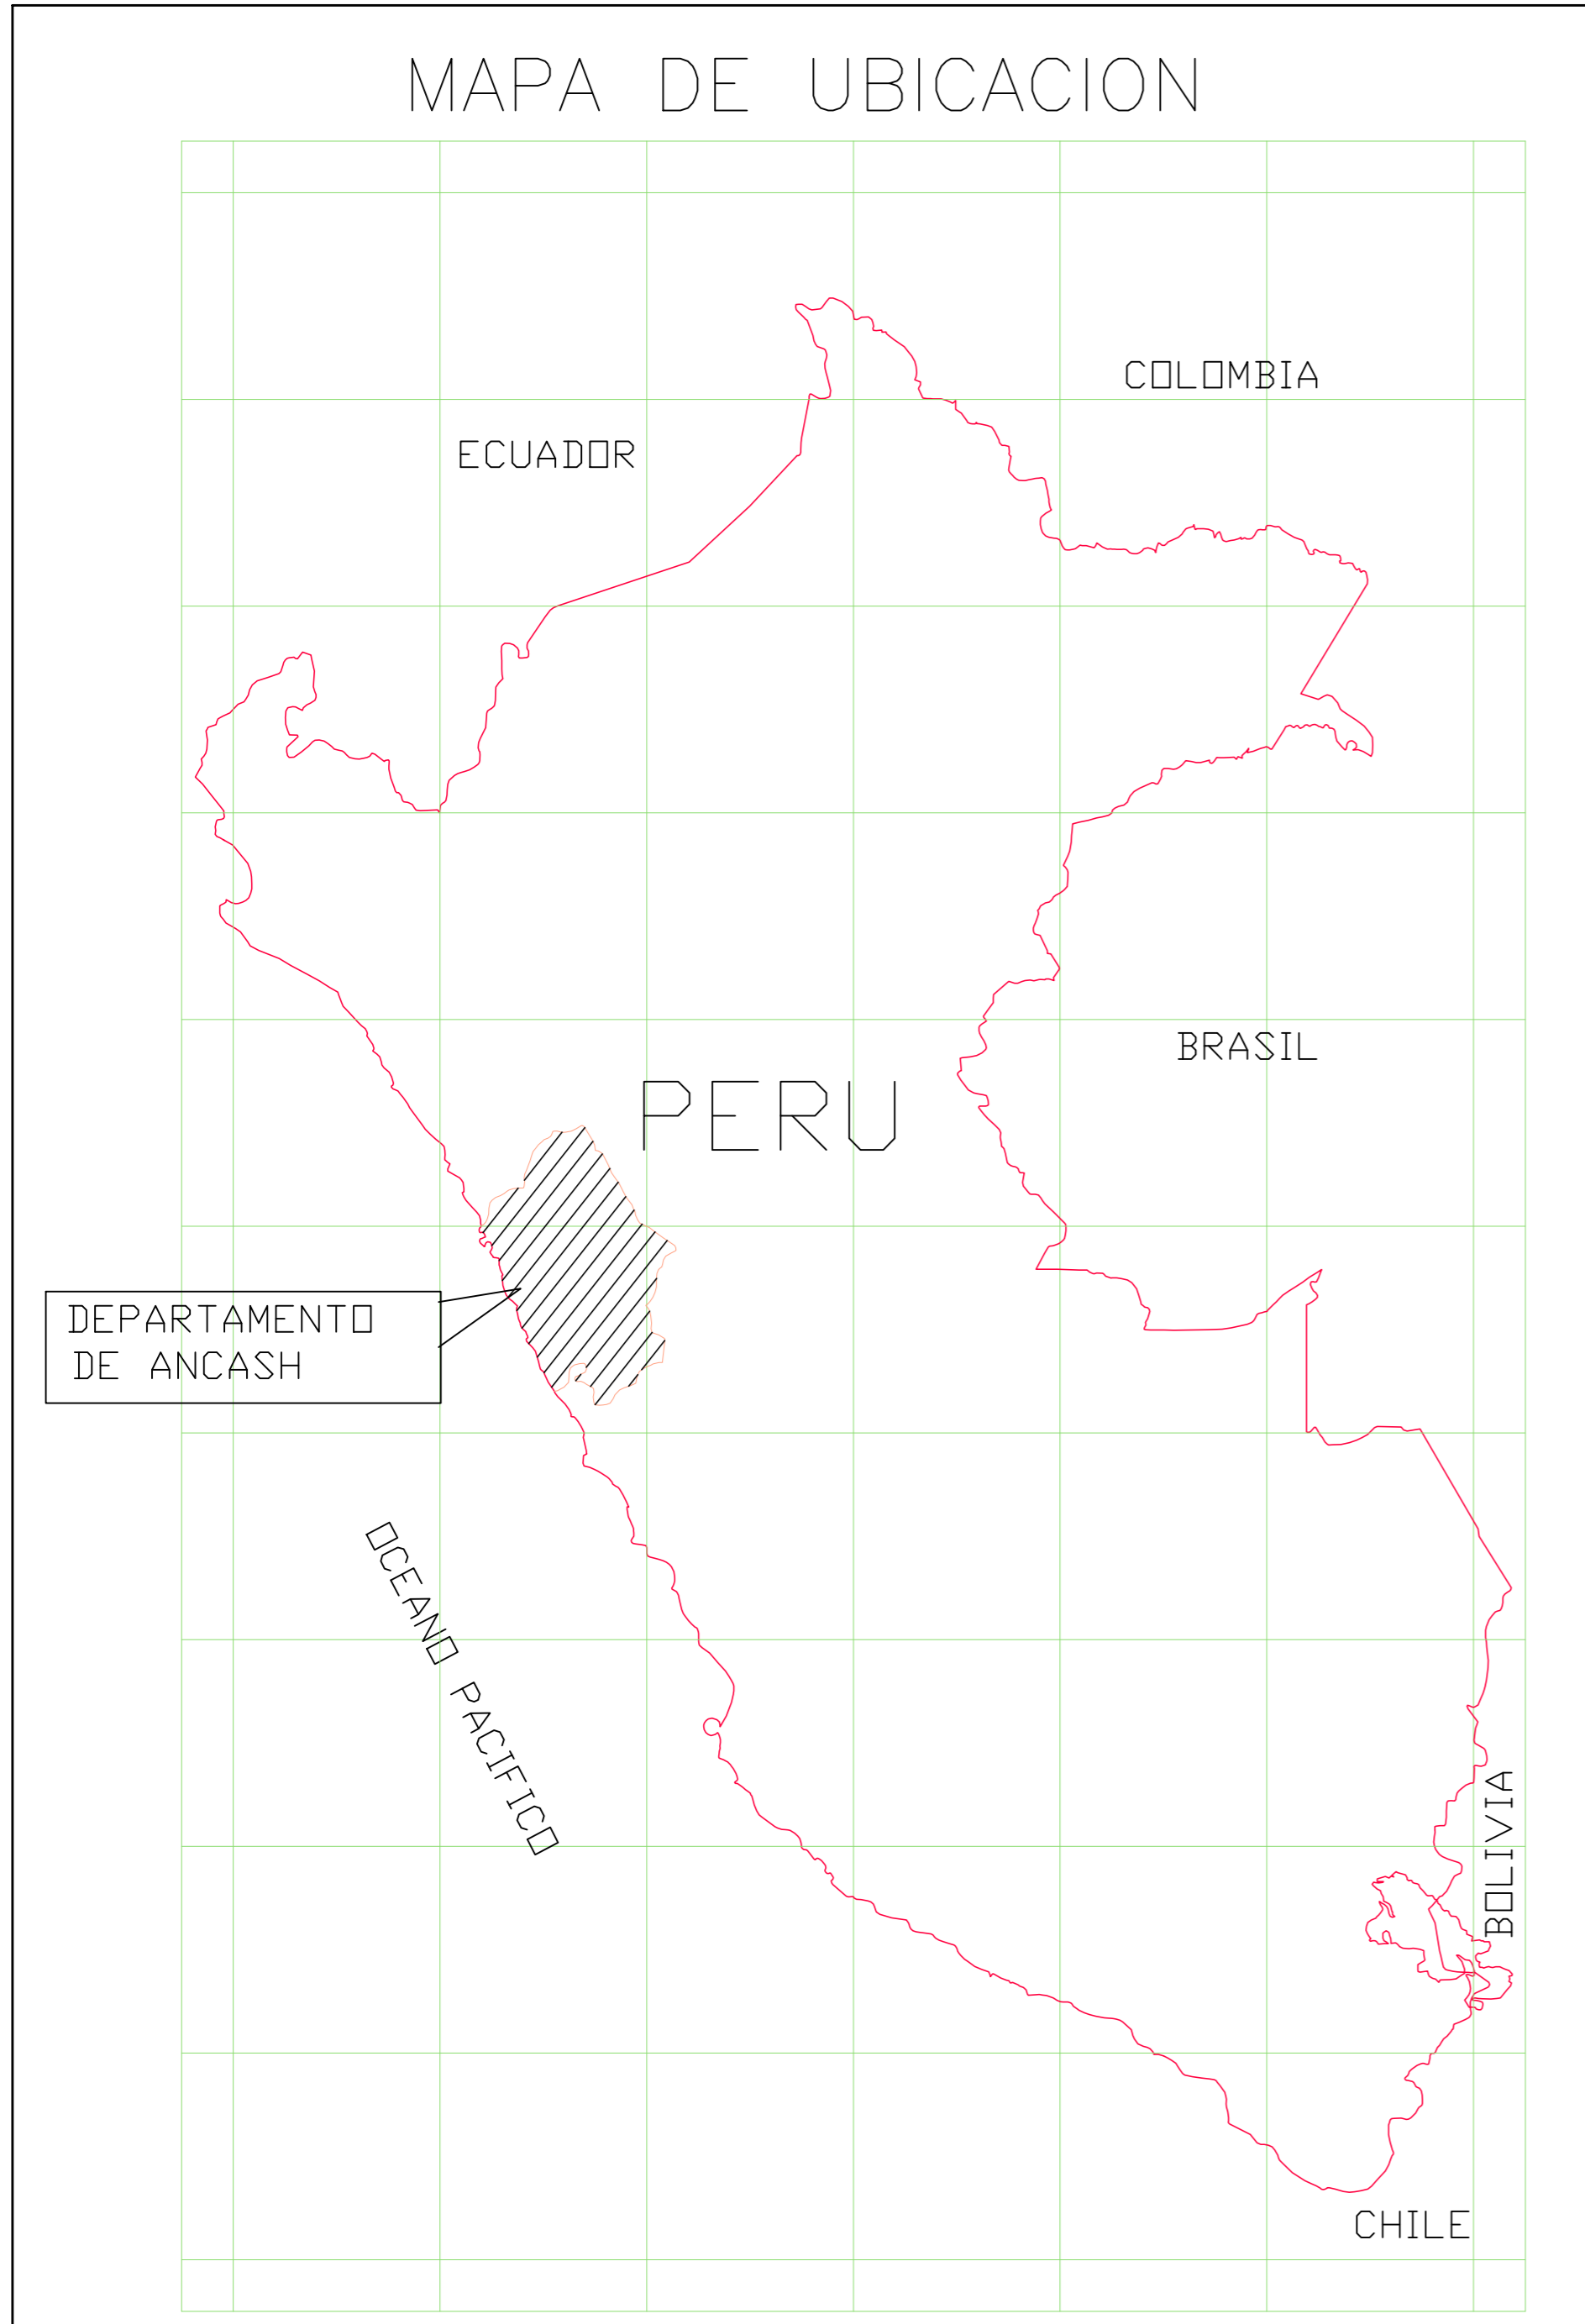 MAPA DE UBICACION
COLOMBIA
ECUADOR
BRASIL
PERU
DEPARTAMENTO
DE ANCASH
OCEANO PACIFICO
BOLIVIA
CHILE